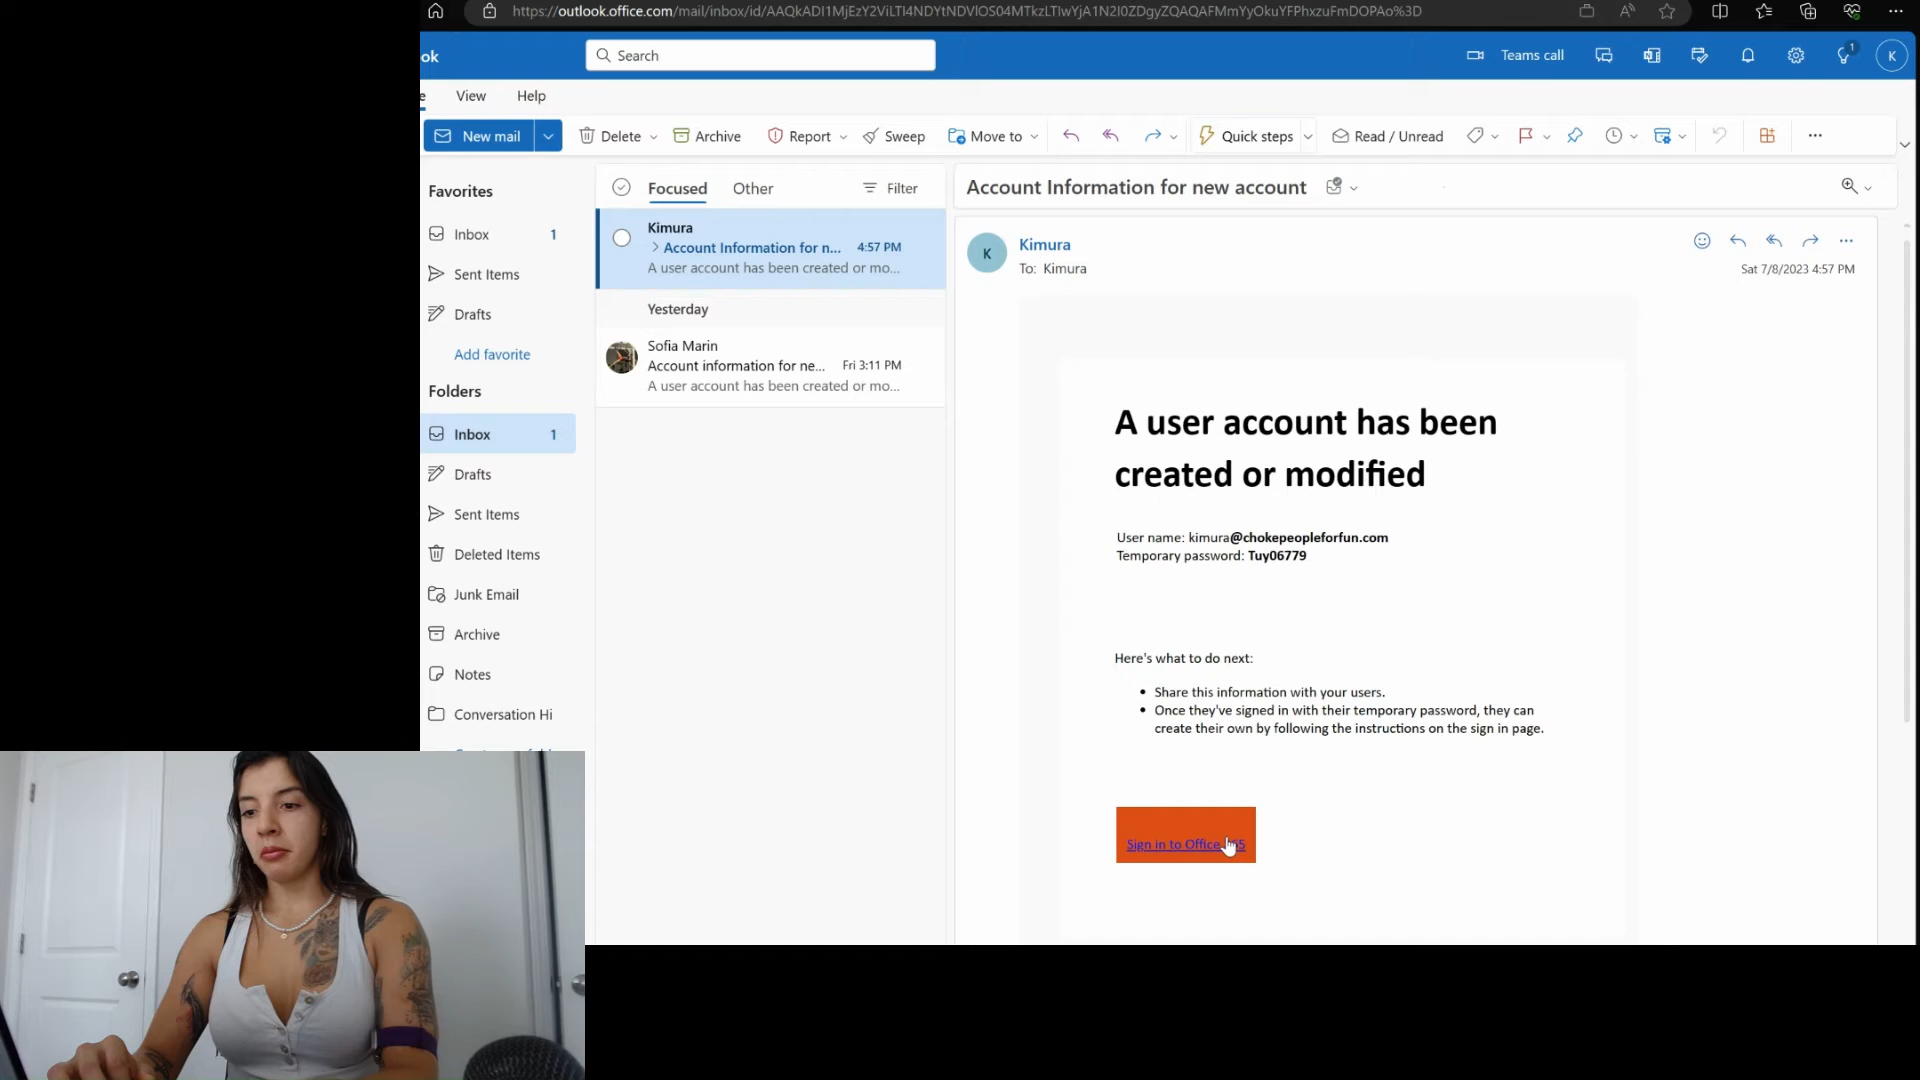 https://outlook.office.com/mail/inbox/id/AAQkADI1MjEzY2ViLTI4NDYtNDVlOS04MTkzLTIwYjA1N2I0ZDgyZQAQAFMmYyOkuYFPhxzuFmDOPAo%3D
ok
Search
Teams call
1
K
e
View
Help
New mail
Delete
Archive
Report
Sweep
Move to
Quick steps
Read / Unread
Favorites
Inbox 1
Sent Items
Drafts
Add favorite
Folders
Inbox 1
Drafts
Sent Items
Deleted Items
Junk Email
Archive
Notes
Conversation Hi
Focused
Other
Filter
Kimura
Account Information for n... 4:57 PM
A user account has been created or mo...
Yesterday
Sofia Marin
Account information for ne... Fri 3:11 PM
A user account has been created or mo...
Account Information for new account
K
Kimura
To: Kimura
Sat 7/8/2023 4:57 PM
A user account has been
created or modified
User name: kimura@chokepeopleforfun.com
Temporary password: Tuy06779
Here's what to do next:
Share this information with your users.
Once they've signed in with their temporary password, they can
create their own by following the instructions on the sign in page.
Sign in to Office